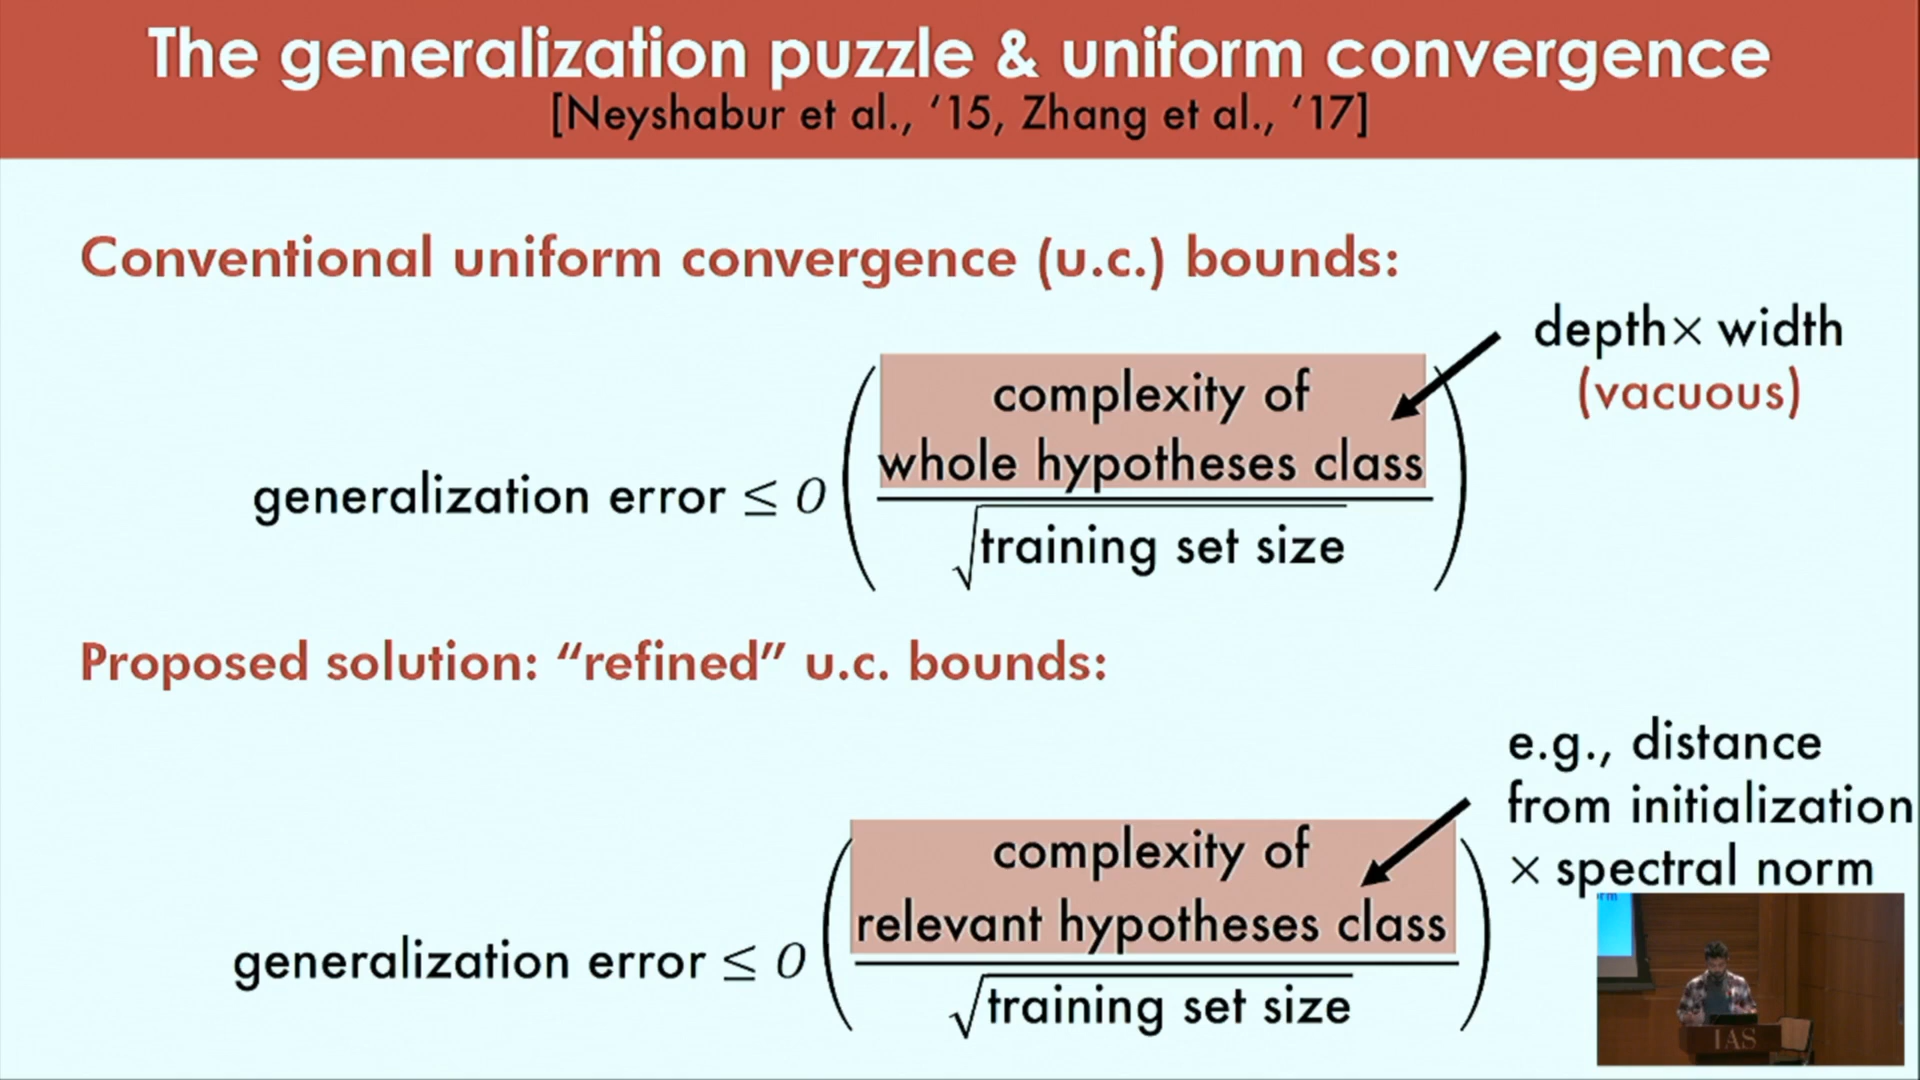 The generalization puzzle & uniform convergence
[Neyshabur et al., ‘15, Zhang et al., ‘17]
Conventional uniform convergence (u.c.) bounds:
depth× width
(vacuous)
complexity of
whole hypotheses class
generalization error ≤ O
√training set size
Proposed solution: “refined” u.c. bounds:
e.g., distance
from initialization
× spectral norm
complexity of
relevant hypotheses class
generalization error ≤ O
√training set size
rm
IAS